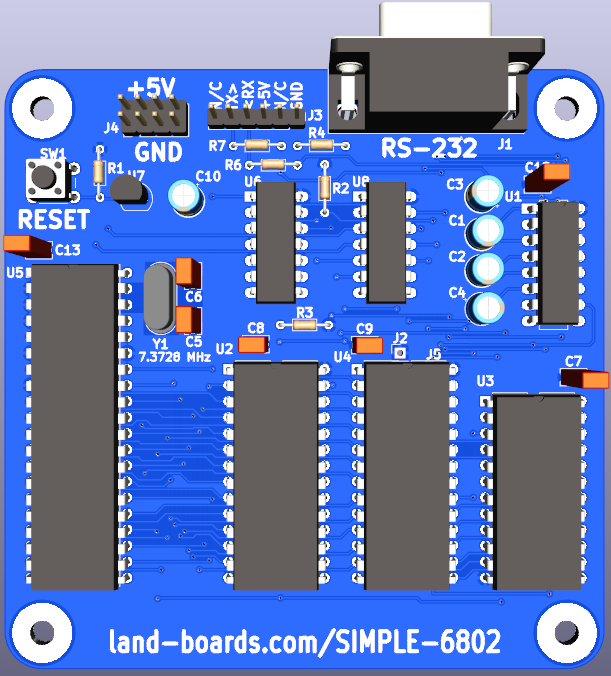 +5V
J4
GND
N/C
TX>
<RX
+5V
N/C
GND
J3
J1
RS-232
SW1
RESET
R1
U7
C10
R7
R4
R6
R2
U6
U8
C3
C1
C2
C4
U1
C13
U5
C6
C5
Y1
7.3728 MHz
R3
C8
C9
J2
J5
U2
U4
C7
U3
land-boards.com/SIMPLE-6802